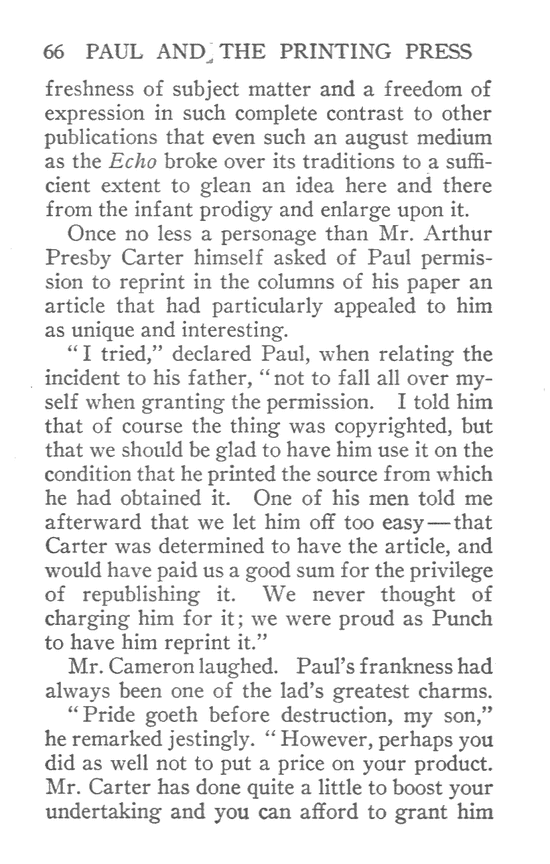 66 PAUL AND THE PRINTING PRESS
freshness of subject matter and a freedom of
expression in such complete contrast to other
publications that even such an august medium
as the Echo broke over its traditions to a suffi-
cient extent to glean an idea here and there
from the infant prodigy and enlarge upon it.
Once no less a personage than Mr. Arthur
Presby Carter himself asked of Paul permis-
sion to reprint in the columns of his paper an
article that had particularly appealed to him
as unique and interesting.
“I tried,” declared Paul, when relating the
incident to his father, “not to fall all over my-
self when granting the permission. I told him
that of course the thing was copyrighted, but
that we should be glad to have him use it on the
condition that he printed the source from which
he had obtained it. One of his men told me
afterward that we let him off too easy—that
Carter was determined to have the article, and
would have paid us a good sum for the privilege
of republishing it. We never thought of
charging him for it; we were proud as Punch
to have him reprint it.”
Mr. Cameron laughed. Paul’s frankness had
always been one of the lad’s greatest charms.
“Pride goeth before destruction, my son,”
he remarked jestingly. “However, perhaps you
did as well not to put a price on your product.
Mr. Carter has done quite a little to boost your
undertaking and you can afford to grant him